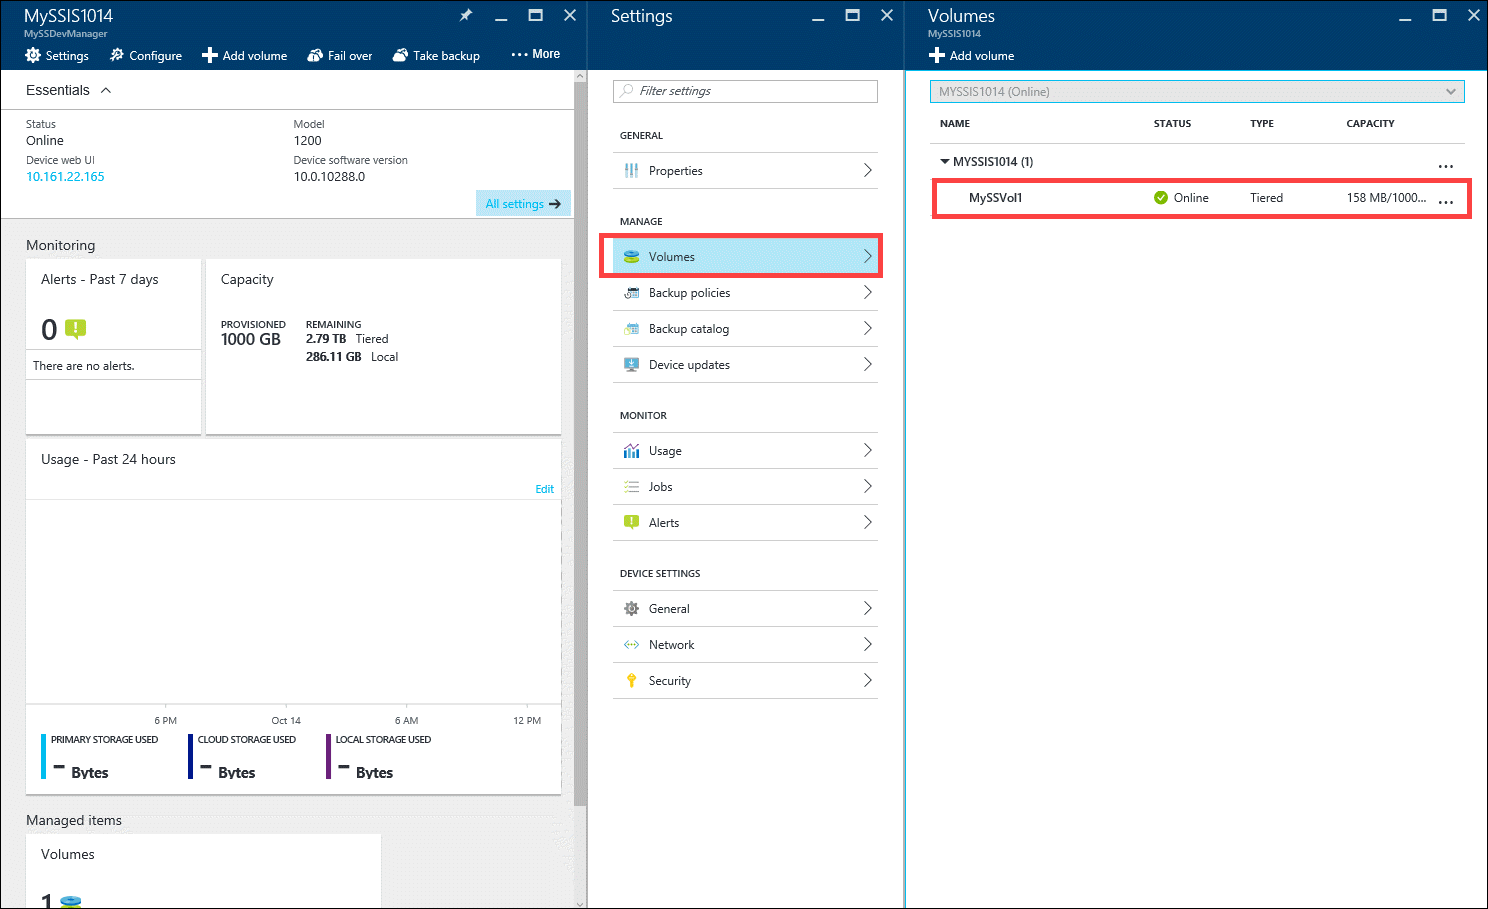 MySSIS1014
MySSDevManager
Settings Configure Add volume Fail over Take backup ··· More
Essentials
Status
Online
Model
1200
Device web UI
10.161.22.165
Device software version
10.0.10288.0
All settings
Monitoring
Alerts - Past 7 days
0
There are no alerts.
Capacity
PROVISIONED
1000 GB
REMAINING
2.79 TB Tiered
286.11 GB Local
Usage - Past 24 hours
Edit
6 PM Oct 14 6 AM 12 PM
PRIMARY STORAGE USED
– Bytes
CLOUD STORAGE USED
– Bytes
LOCAL STORAGE USED
– Bytes
Managed items
Volumes
1
Settings
Filter settings
GENERAL
Properties
MANAGE
Volumes
Backup policies
Backup catalog
Device updates
MONITOR
Usage
Jobs
Alerts
DEVICE SETTINGS
General
Network
Security
Volumes
MySSIS1014
Add volume
MYSSIS1014 (Online)
NAME STATUS TYPE CAPACITY
MYSSIS1014 (1) ...
MySSVol1 Online Tiered 158 MB/1000... ...